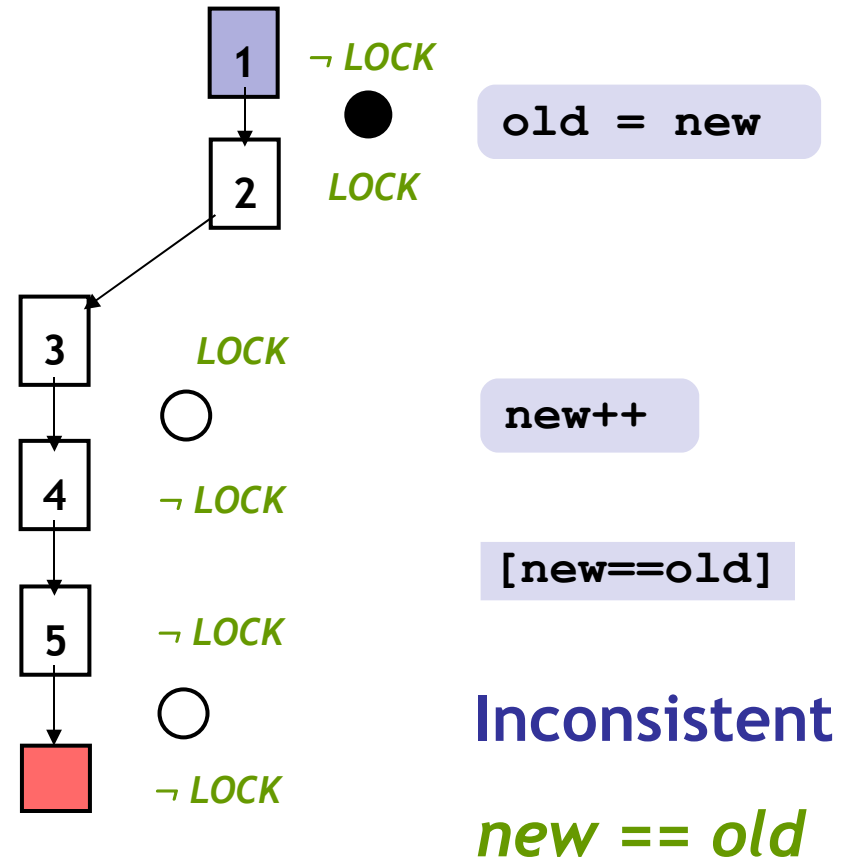 1 ¬ LOCK
old = new
2 LOCK
3 LOCK
new++
4 ¬ LOCK
[new==old]
5 ¬ LOCK
Inconsistent
¬ LOCK
new == old